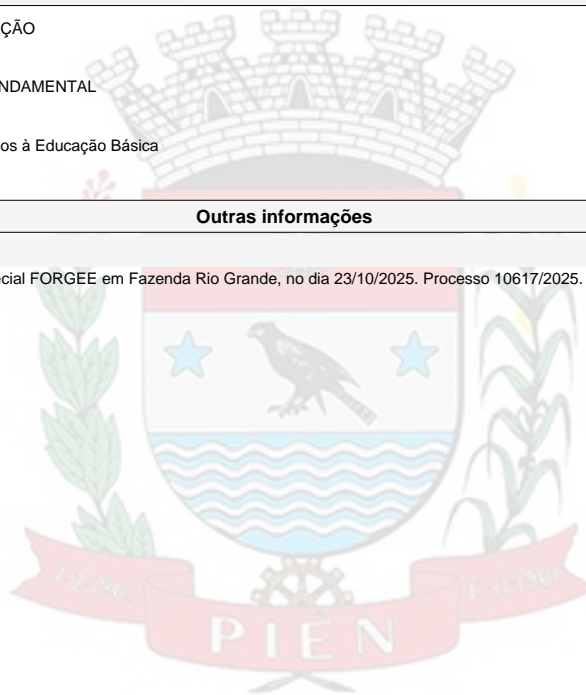 ÇÃO
NDAMENTAL
os à Educação Básica
Outras informações
cial FORGEE em Fazenda Rio Grande, no dia 23/10/2025. Processo 10617/2025.
PIÊN